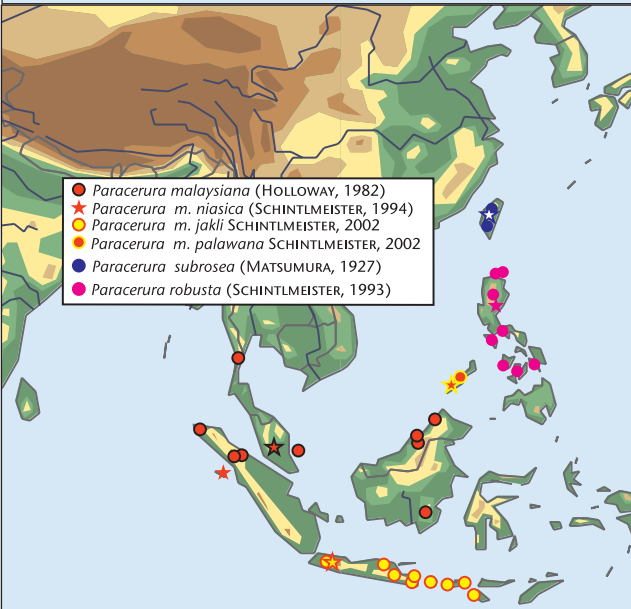 Paracerura malaysiana (HOLLOWAY, 1982)
Paracerura m. niasica (SCHINTLMEISTER, 1994)
Paracerura m. jakli SCHINTLMEISTER, 2002
Paracerura m. palawana SCHINTLMEISTER, 2002
Paracerura subrosea (MATSUMURA, 1927)
Paracerura robusta (SCHINTLMEISTER, 1993)